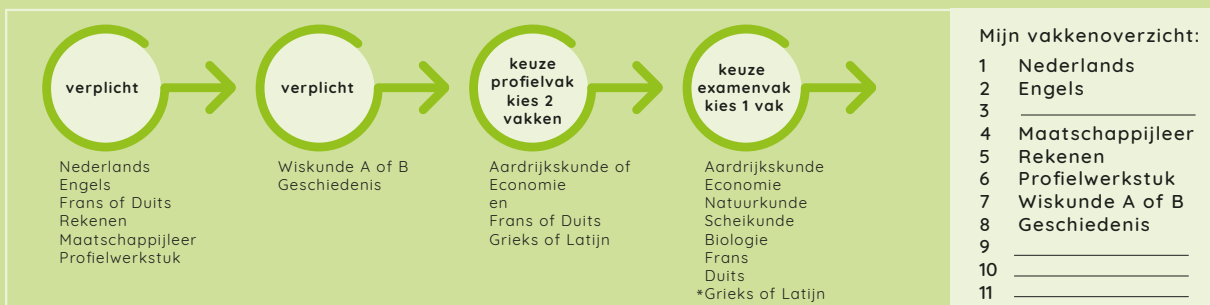 verplicht
Nederlands
Engels
Frans of Duits
Rekenen
Maatschappijleer
Profielwerkstuk
verplicht
Wiskunde A of B
Geschiedenis
keuze
profielvak
kies 2
vakken
Aardrijkskunde of
Economie
en
Frans of Duits
Grieks of Latijn
keuze
examenvak
kies 1 vak
Aardrijkskunde
Economie
Natuurkunde
Scheikunde
Biologie
Frans
Duits
*Grieks of Latijn
Mijn vakkenoverzicht:
1 Nederlands
2 Engels
3
4 Maatschappijleer
5 Rekenen
6 Profielwerkstuk
7 Wiskunde A of B
8 Geschiedenis
9
10
11